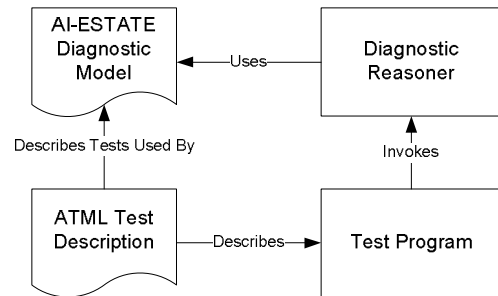 AI-ESTATE
Diagnostic
Model
Uses
Diagnostic
Reasoner
Describes Tests Used By
Invokes
ATML Test
Description
Describes
Test Program